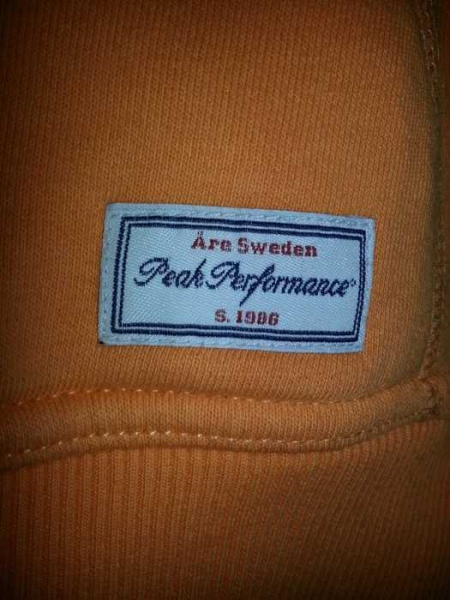 Åre Sweden
Peak Performance®
S. 1986